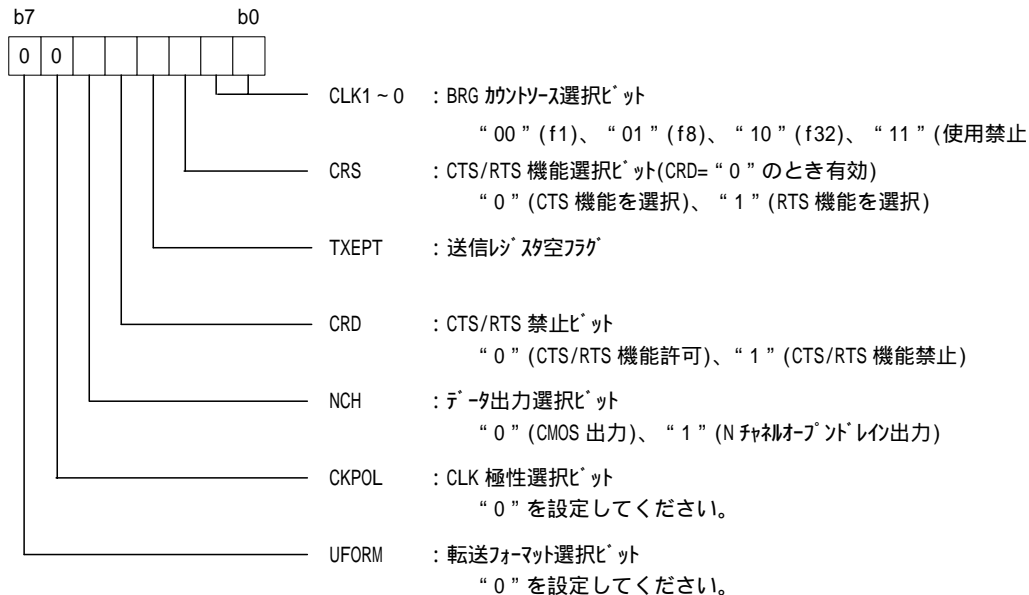 b7 b0
0 0
CLK1~0 : BRG ｶｳﾝﾄｿｰｽ選択ﾋﾞｯﾄ
“00”(f1)、“01”(f8)、“10”(f32)、“11”(使用禁止
CRS : CTS/RTS 機能選択ﾋﾞｯﾄ(CRD=“0”のとき有効)
“0”(CTS 機能を選択)、“1”(RTS 機能を選択)
TXEPT : 送信ﾚｼﾞｽﾀ空ﾌﾗｸﾞ
CRD : CTS/RTS 禁止ﾋﾞｯﾄ
“0”(CTS/RTS 機能許可)、“1”(CTS/RTS 機能禁止)
NCH : ﾃﾞｰﾀ出力選択ﾋﾞｯﾄ
“0”(CMOS 出力)、“1”(N ﾁｬﾈﾙｵｰﾌﾟﾝﾄﾞﾚｲﾝ出力)
CKPOL : CLK 極性選択ﾋﾞｯﾄ
“0”を設定してください。
UFORM : 転送ﾌｫｰﾏｯﾄ選択ﾋﾞｯﾄ
“0”を設定してください。